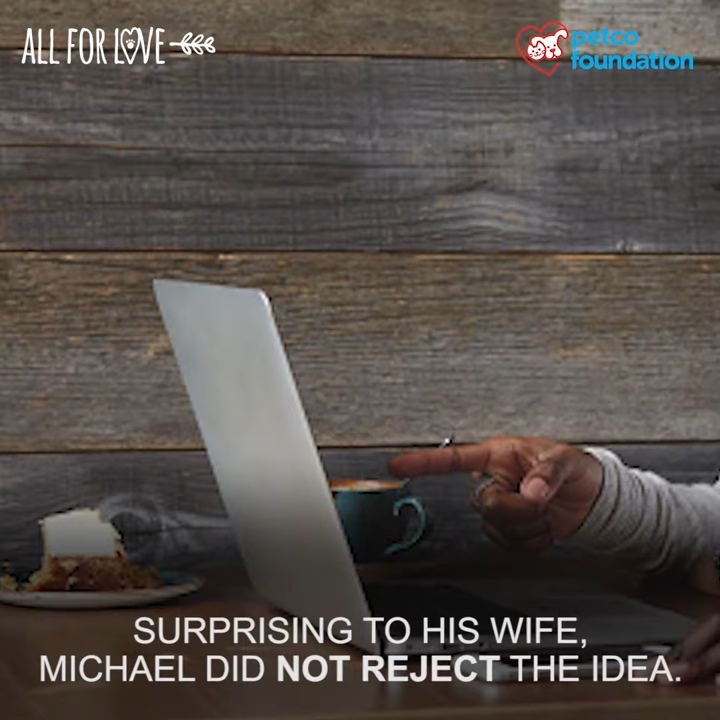 ALL FOR LOVE
petco
foundation
SURPRISING TO HIS WIFE,
MICHAEL DID NOT REJECT THE IDEA.